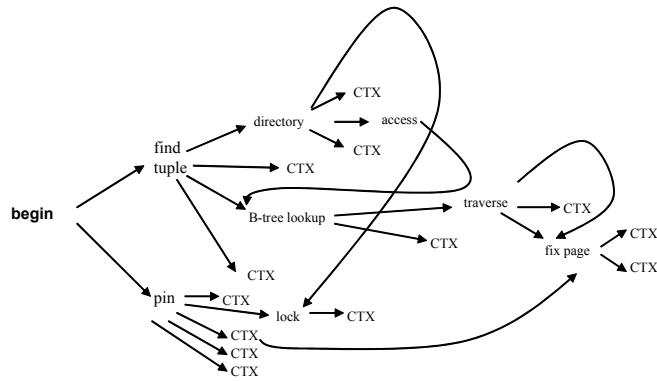 CTX
directory
access
CTX
find
tuple
CTX
traverse
CTX
begin
B-tree lookup
CTX
CTX
fix page
CTX
CTX
pin
CTX
lock
CTX
CTX
CTX
CTX